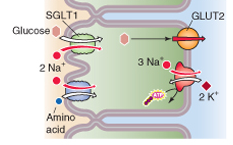 SGLT1
GLUT2
Glucose
2 Na⁺
3 Na⁺
2 K⁺
Amino
acid